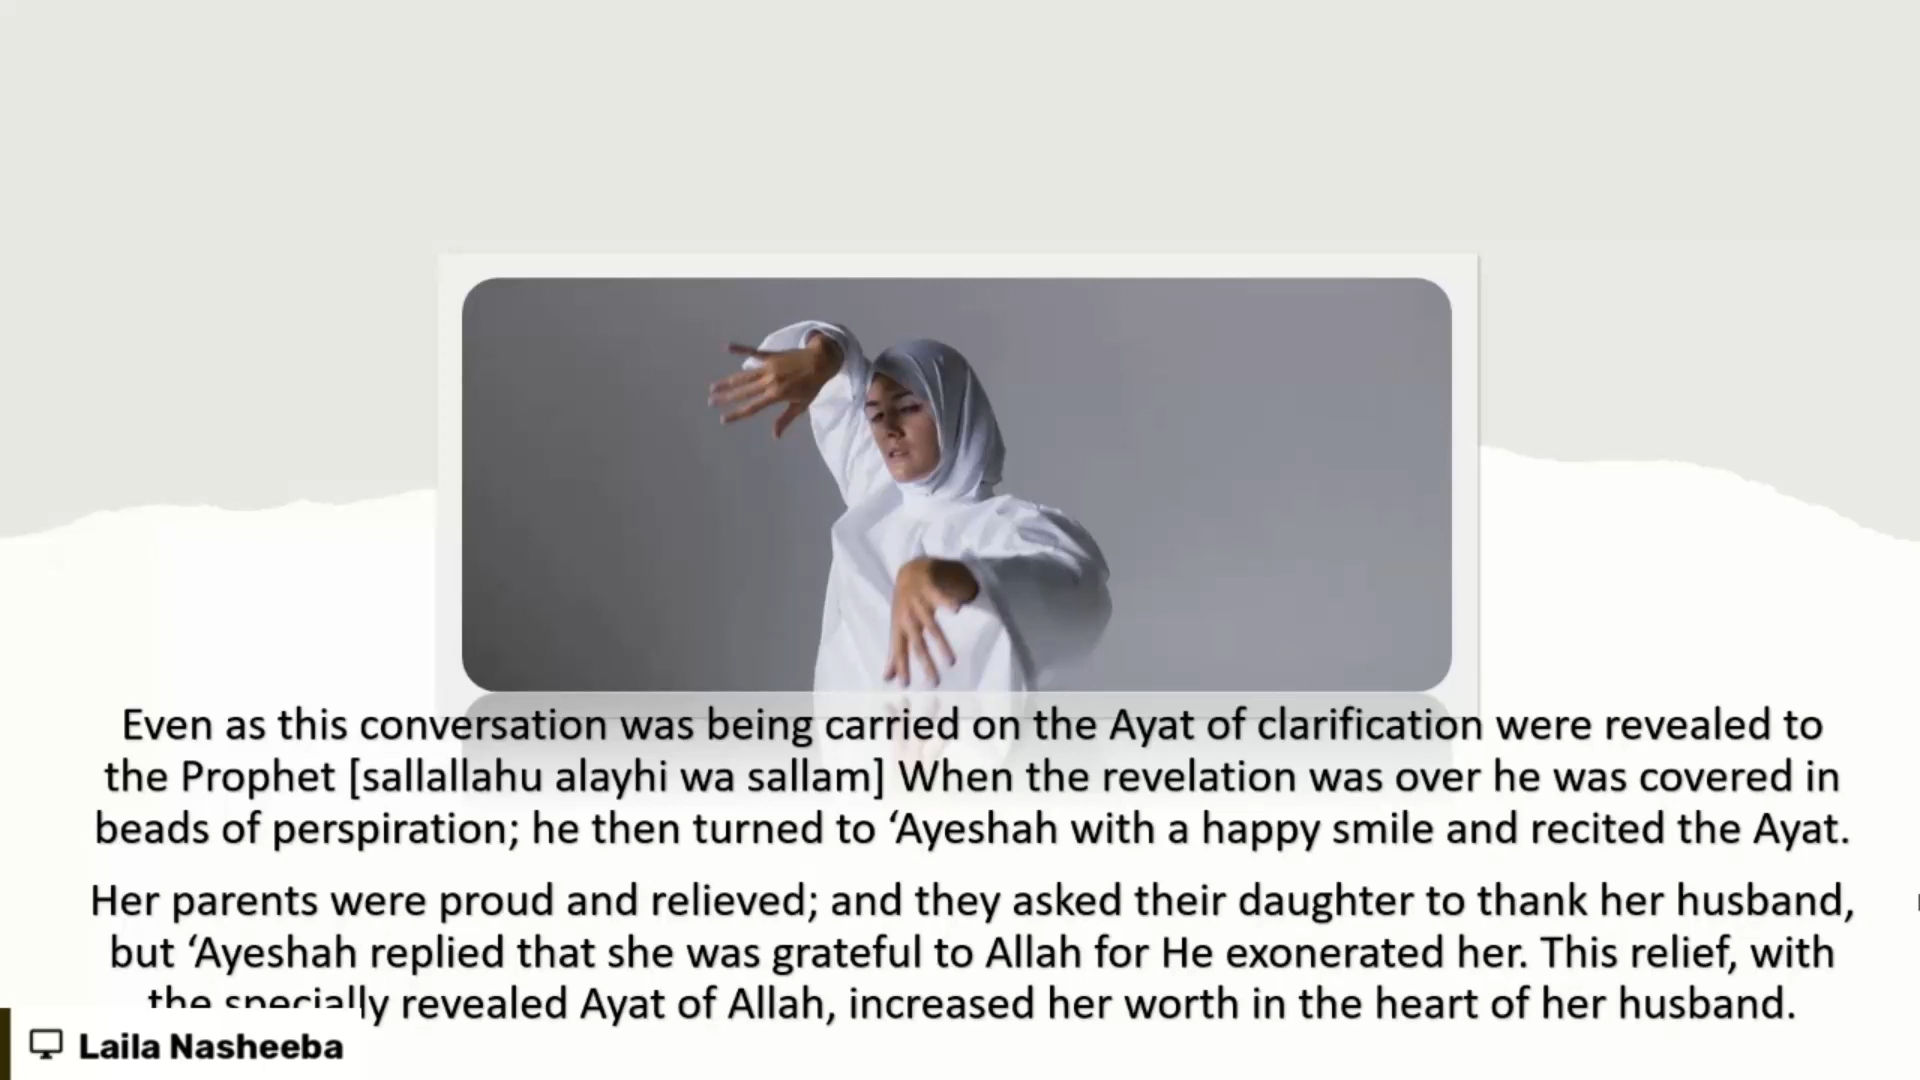 Even as this conversation was being carried on the Ayat of clarification were revealed to
the Prophet [sallallahu alayhi wa sallam] When the revelation was over he was covered in
beads of perspiration; he then turned to ‘Ayeshah with a happy smile and recited the Ayat.
Her parents were proud and relieved; and they asked their daughter to thank her husband,
but ‘Ayeshah replied that she was grateful to Allah for He exonerated her. This relief, with
the specially revealed Ayat of Allah, increased her worth in the heart of her husband.
Laila Nasheeba